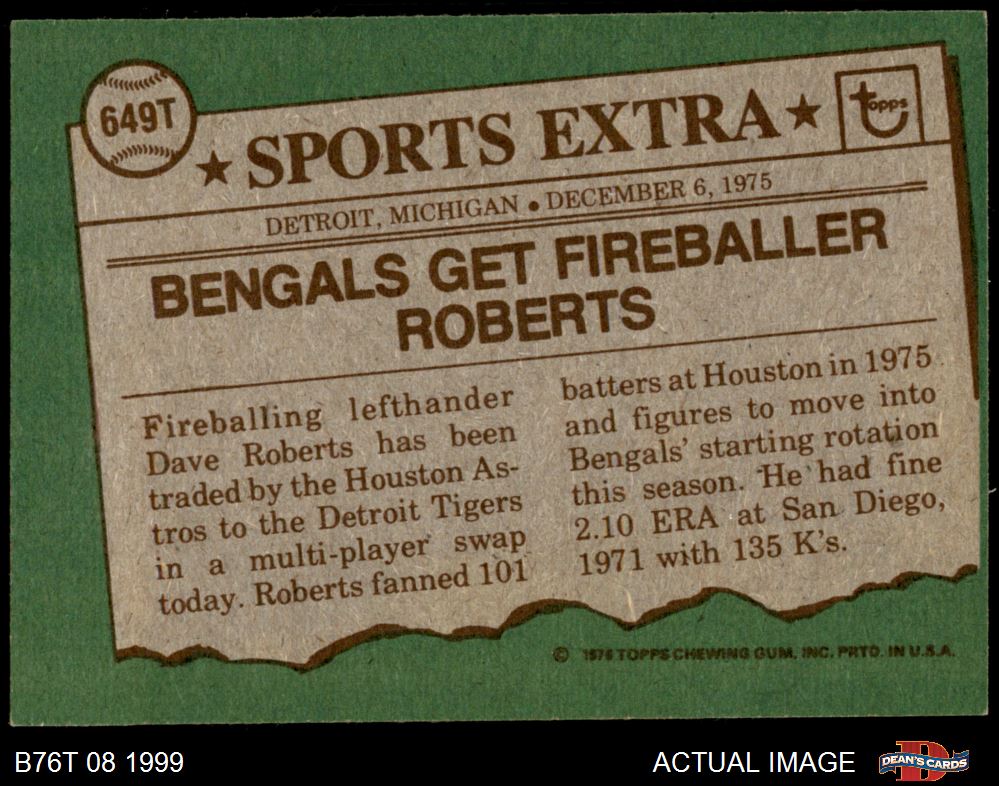 649T
★ SPORTS EXTRA ★
topps
DETROIT, MICHIGAN • DECEMBER 6, 1975
BENGALS GET FIREBALLER
ROBERTS
Fireballing lefthander
Dave Roberts has been
traded by the Houston As-
tros to the Detroit Tigers
in a multi-player swap
today. Roberts fanned 101
batters at Houston in 1975
and figures to move into
Bengals' starting rotation
this season. He had fine
2.10 ERA at San Diego,
1971 with 135 K's.
© 1976 TOPPS CHEWING GUM, INC. PRTD. IN U.S.A.
B76T 08 1999
ACTUAL IMAGE
D
DEAN'S CARDS